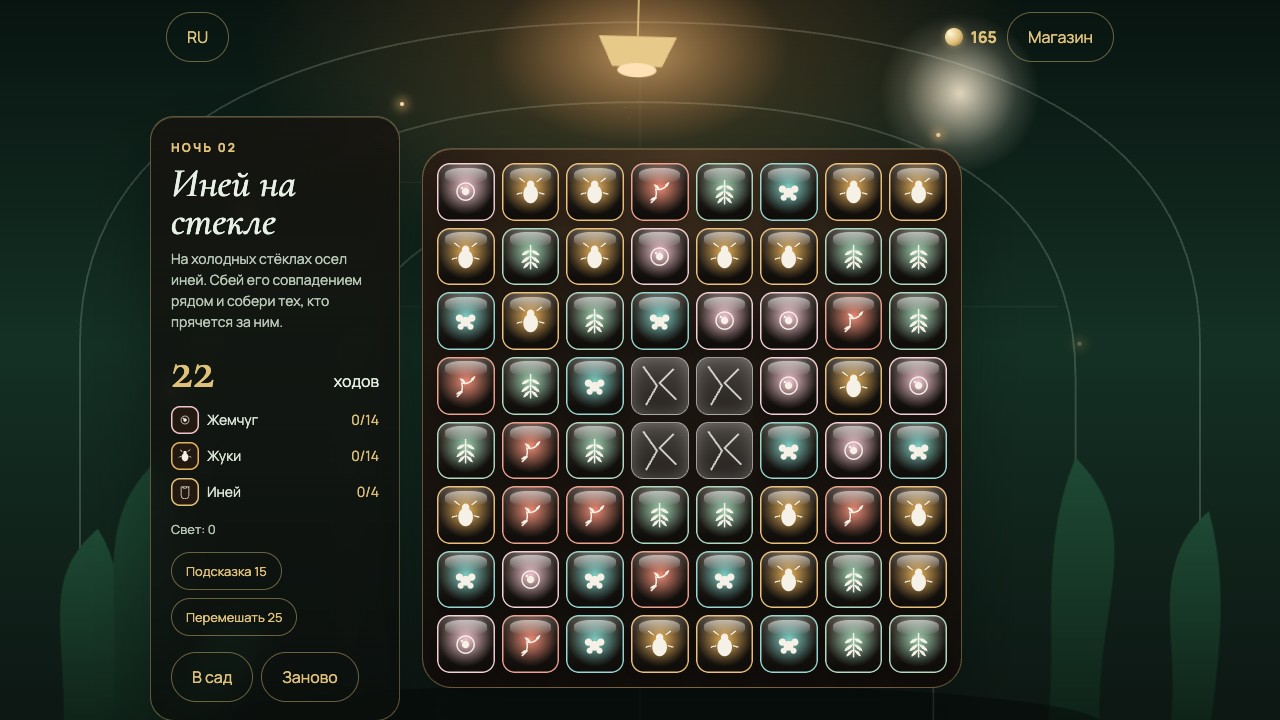 RU
165
Магазин
НОЧЬ 02
Иней на
стекле
На холодных стёклах осел
иней. Сбей его совпадением
рядом и собери тех, кто
прячется за ним.
22 ходов
Жемчуг 0/14
Жуки 0/14
Иней 0/4
Свет: 0
Подсказка 15
Перемешать 25
В сад Заново